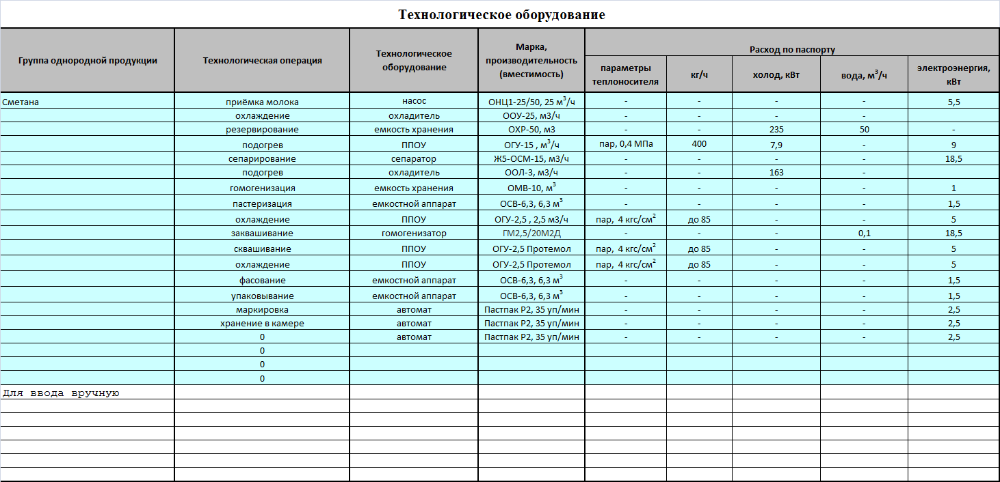 Технологическое оборудование
Группа однородной продукции Технологическая операция Технологическое оборудование Марка, производительность (вместимость) Расход по паспорту
параметры теплоносителя кг/ч холод, кВт вода, м³/ч электроэнергия, кВт
Сметана приёмка молока насос ОНЦ1-25/50, 25 м³/ч - - - - 5,5
охлаждение охладитель ООУ-25, м3/ч - - - -
резервирование емкость хранения ОХР-50, м3 - - 235 50 -
подогрев ППОУ ОГУ-15 , м³/ч пар, 0,4 МПа 400 7,9 - 9
сепарирование сепаратор Ж5-ОСМ-15, м3/ч - - - - 18,5
подогрев охладитель ООЛ-3, м3/ч - - 163 -
гомогенизация емкость хранения ОМВ-10, м³ - - - - 1
пастеризация емкостной аппарат ОСВ-6,3, 6,3 м³ - - - - 1,5
охлаждение ППОУ ОГУ-2,5 , 2,5 м3/ч пар, 4 кгс/см² до 85 - - 5
заквашивание гомогенизатор ГМ2,5/20М2Д - - - 0,1 18,5
сквашивание ППОУ ОГУ-2,5 Протемол пар, 4 кгс/см² до 85 - - 5
охлаждение ППОУ ОГУ-2,5 Протемол пар, 4 кгс/см² до 85 - - 5
фасование емкостной аппарат ОСВ-6,3, 6,3 м³ - - - - 1,5
упаковывание емкостной аппарат ОСВ-6,3, 6,3 м³ - - - - 1,5
маркировка автомат Пастпак Р2, 35 уп/мин - - - - 2,5
хранение в камере автомат Пастпак Р2, 35 уп/мин - - - - 2,5
0 автомат Пастпак Р2, 35 уп/мин - - - - 2,5
0
0
0
Для ввода вручную